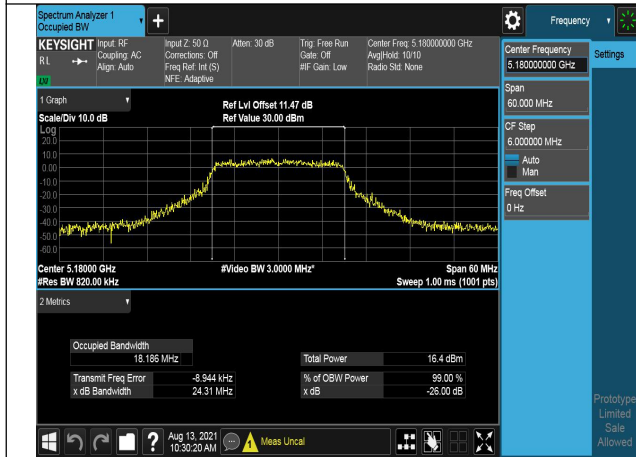 Spectrum Analyzer 1
Occupied BW
Frequency
KEYSIGHT
R L
Input: RF
Coupling: AC
Align: Auto
Input Z: 50 Ω
Corrections: Off
Freq Ref: Int (S)
NFE: Adaptive
Atten: 30 dB
Trig: Free Run
Gate: Off
#IF Gain: Low
Center Freq: 5.180000000 GHz
Avg|Hold: 10/10
Radio Std: None
Center Frequency
5.180000000 GHz
Settings
Span
60.000 MHz
CF Step
6.000000 MHz
Auto
Man
Freq Offset
0 Hz
1 Graph
Scale/Div 10.0 dB
Ref Lvl Offset 11.47 dB
Ref Value 30.00 dBm
Log
20.0
10.0
0.00
-10.0
-20.0
-30.0
-40.0
-50.0
-60.0
Center 5.18000 GHz
#Res BW 820.00 kHz
#Video BW 3.0000 MHz*
Span 60 MHz
Sweep 1.00 ms (1001 pts)
2 Metrics
Occupied Bandwidth
18.186 MHz
Total Power 16.4 dBm
Transmit Freq Error -8.944 kHz
% of OBW Power 99.00 %
x dB Bandwidth 24.31 MHz
x dB -26.00 dB
Prototype
Limited
Sale
Allowed
Aug 13, 2021
10:30:20 AM
Meas Uncal